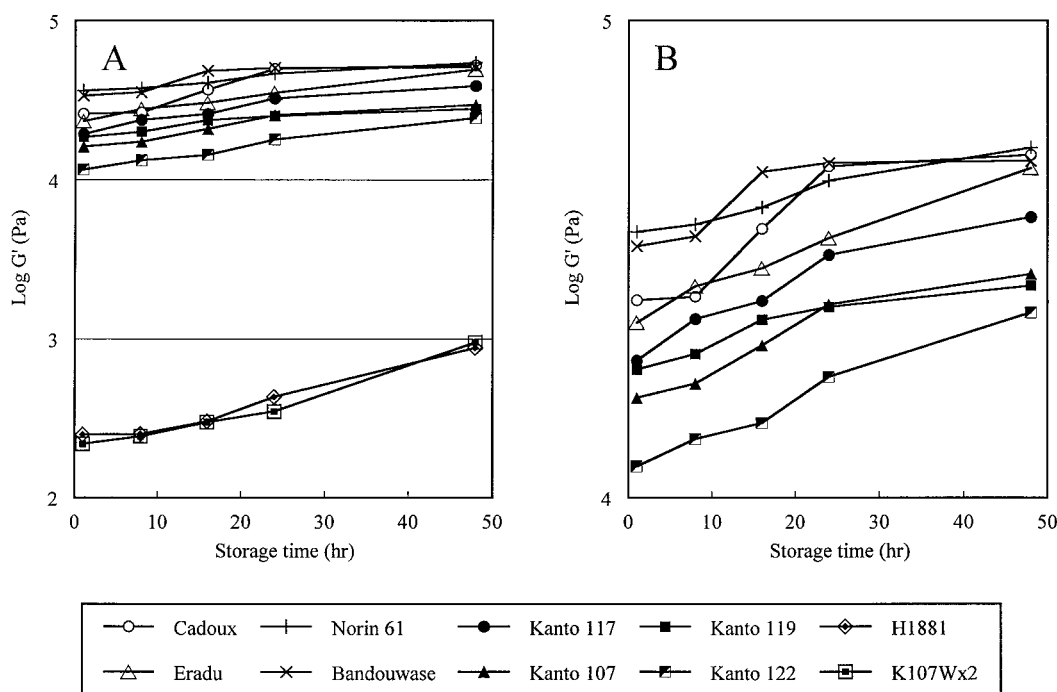 A
B
5
4
3
2
Log G' (Pa)
0 10 20 30 40 50
Storage time (hr)
5
4
Log G' (Pa)
0 10 20 30 40 50
Storage time (hr)
Cadoux Norin 61 Kanto 117 Kanto 119 H1881
Eradu Bandouwase Kanto 107 Kanto 122 K107Wx2